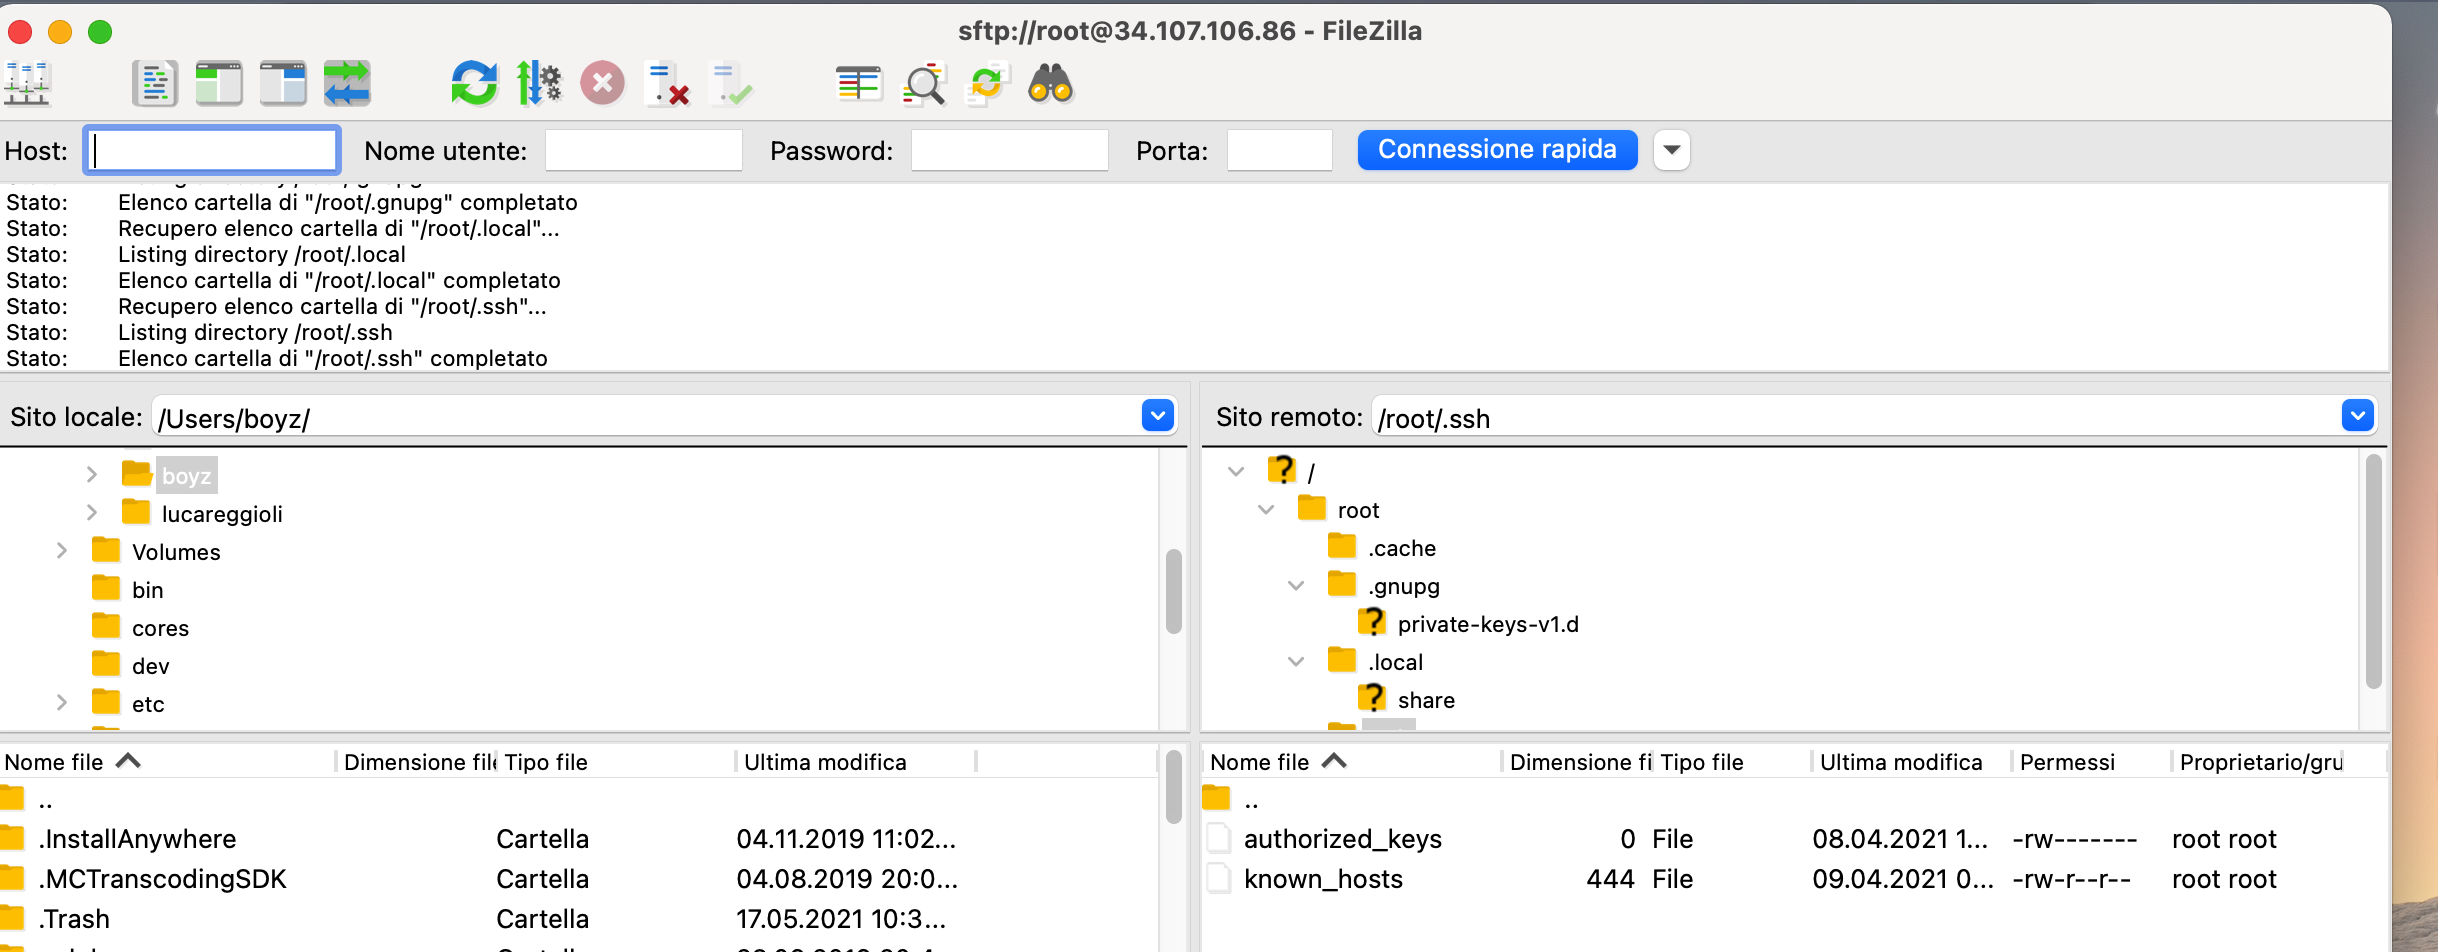 sftp://root@34.107.106.86 - FileZilla
Host: Nome utente: Password: Porta: Connessione rapida
Stato: Elenco cartella di "/root/.gnupg" completato
Stato: Recupero elenco cartella di "/root/.local"...
Stato: Listing directory /root/.local
Stato: Elenco cartella di "/root/.local" completato
Stato: Recupero elenco cartella di "/root/.ssh"...
Stato: Listing directory /root/.ssh
Stato: Elenco cartella di "/root/.ssh" completato
Sito locale: /Users/boyz/
boyz
lucareggioli
Volumes
bin
cores
dev
etc
Nome file Dimensione file Tipo file Ultima modifica
..
.InstallAnywhere Cartella 04.11.2019 11:02...
.MCTranscodingSDK Cartella 04.08.2019 20:0...
.Trash Cartella 17.05.2021 10:3...
Sito remoto: /root/.ssh
/
root
.cache
.gnupg
private-keys-v1.d
.local
share
Nome file Dimensione fi Tipo file Ultima modifica Permessi Proprietario/gru
..
authorized_keys 0 File 08.04.2021 1... -rw------- root root
known_hosts 444 File 09.04.2021 0... -rw-r--r-- root root